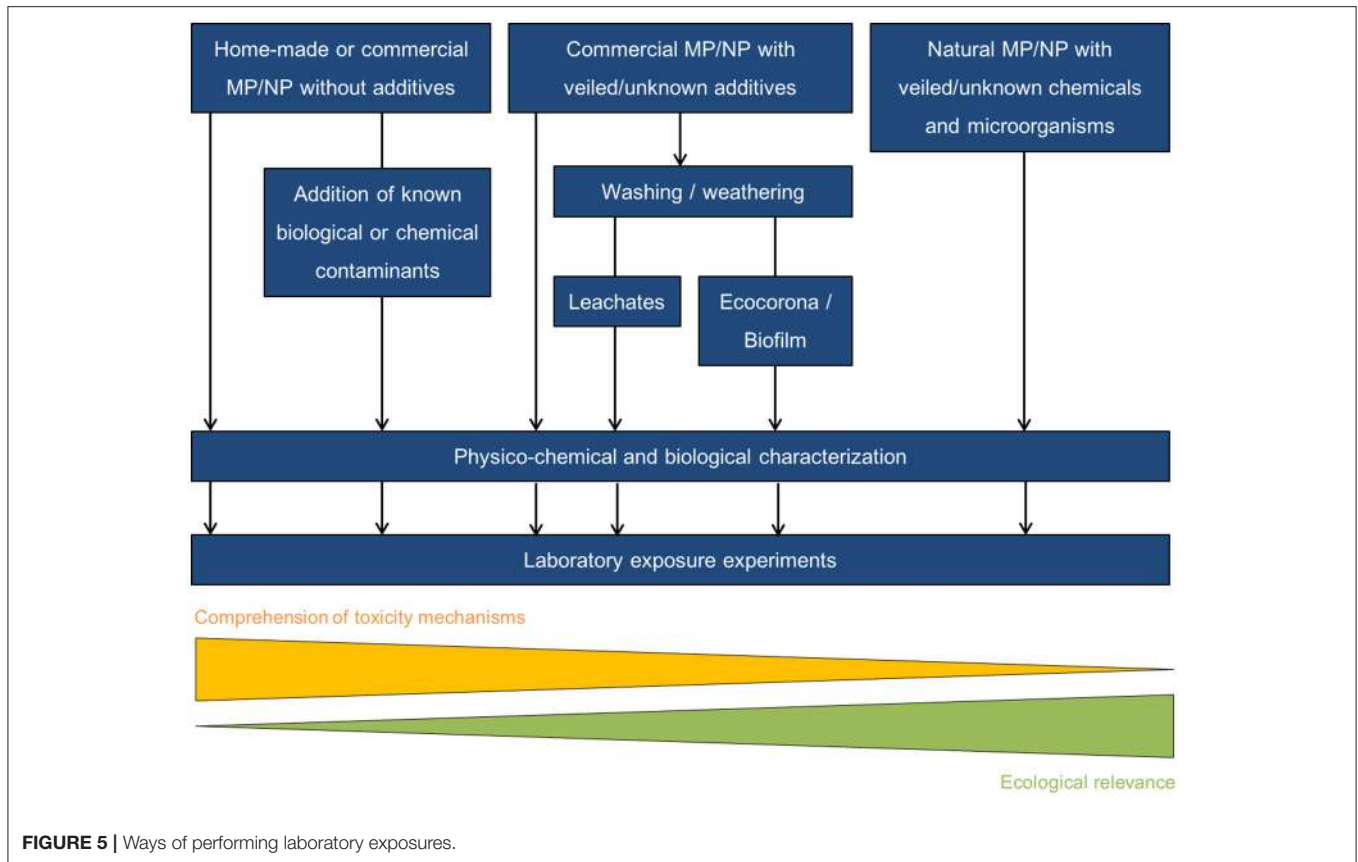 Home-made or commercial
MP/NP without additives
Commercial MP/NP with
veiled/unknown additives
Natural MP/NP with
veiled/unknown chemicals
and microorganisms
Addition of known
biological or chemical
contaminants
Washing / weathering
Leachates
Ecocorona /
Biofilm
Physico-chemical and biological characterization
Laboratory exposure experiments
Comprehension of toxicity mechanisms
Ecological relevance
FIGURE 5 | Ways of performing laboratory exposures.